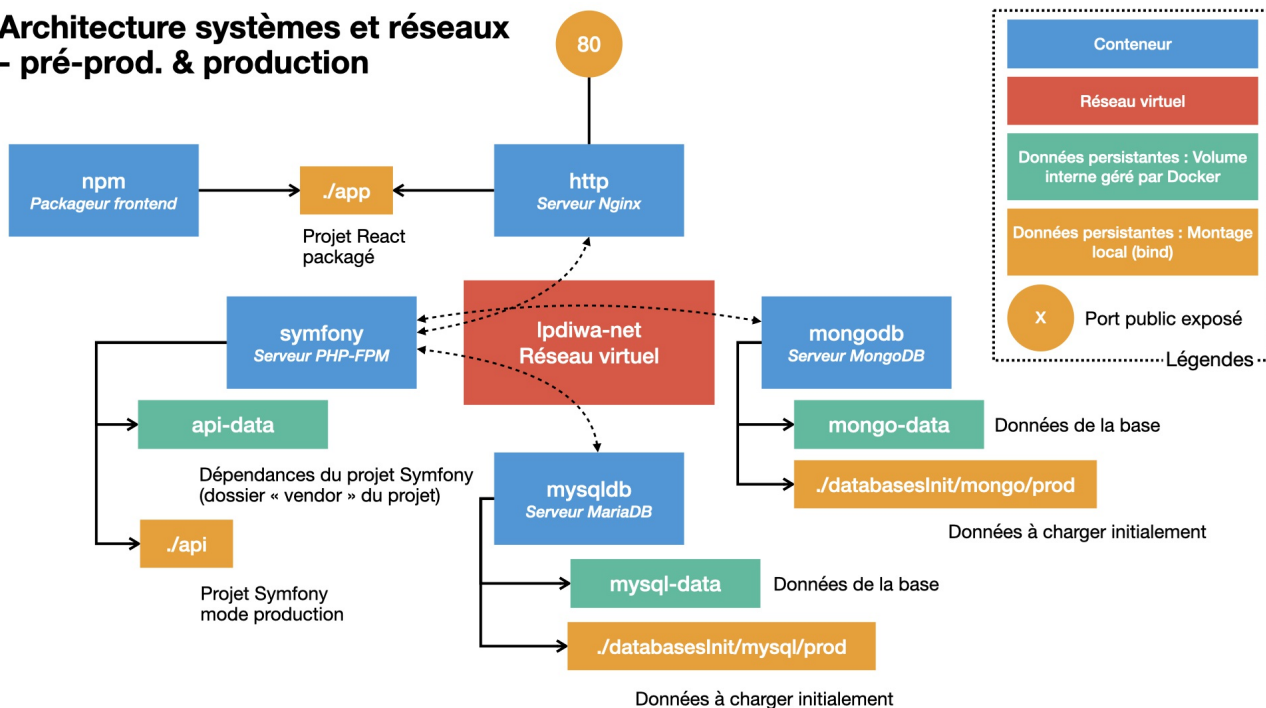 Architecture systèmes et réseaux
- pré-prod. & production
80
Conteneur
Réseau virtuel
Données persistantes : Volume
interne géré par Docker
Données persistantes : Montage
local (bind)
X
Port public exposé
Légendes
npm
Packageur frontend
./app
Projet React
packagé
http
Serveur Nginx
symfony
Serveur PHP-FPM
lpdiwa-net
Réseau virtuel
mongodb
Serveur MongoDB
api-data
Dépendances du projet Symfony
(dossier « vendor » du projet)
./api
Projet Symfony
mode production
mongo-data
Données de la base
./databasesInit/mongo/prod
Données à charger initialement
mysqldb
Serveur MariaDB
mysql-data
Données de la base
./databasesInit/mysql/prod
Données à charger initialement